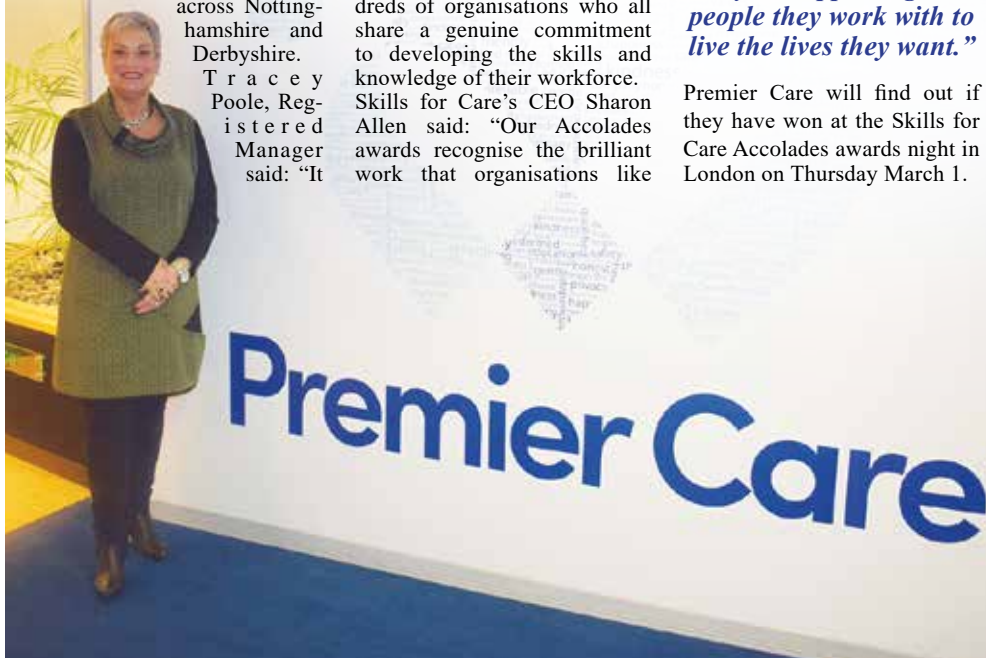 across Notting-
hamshire and
Derbyshire.
Tracey
Poole, Reg-
istered
Manager
said: “It
dreds of organisations who all
share a genuine commitment
to developing the skills and
knowledge of their workforce.
Skills for Care’s CEO Sharon
Allen said: “Our Accolades
awards recognise the brilliant
work that organisations like
people they work with to
live the lives they want.”
Premier Care will find out if
they have won at the Skills for
Care Accolades awards night in
London on Thursday March 1.
Premier Care